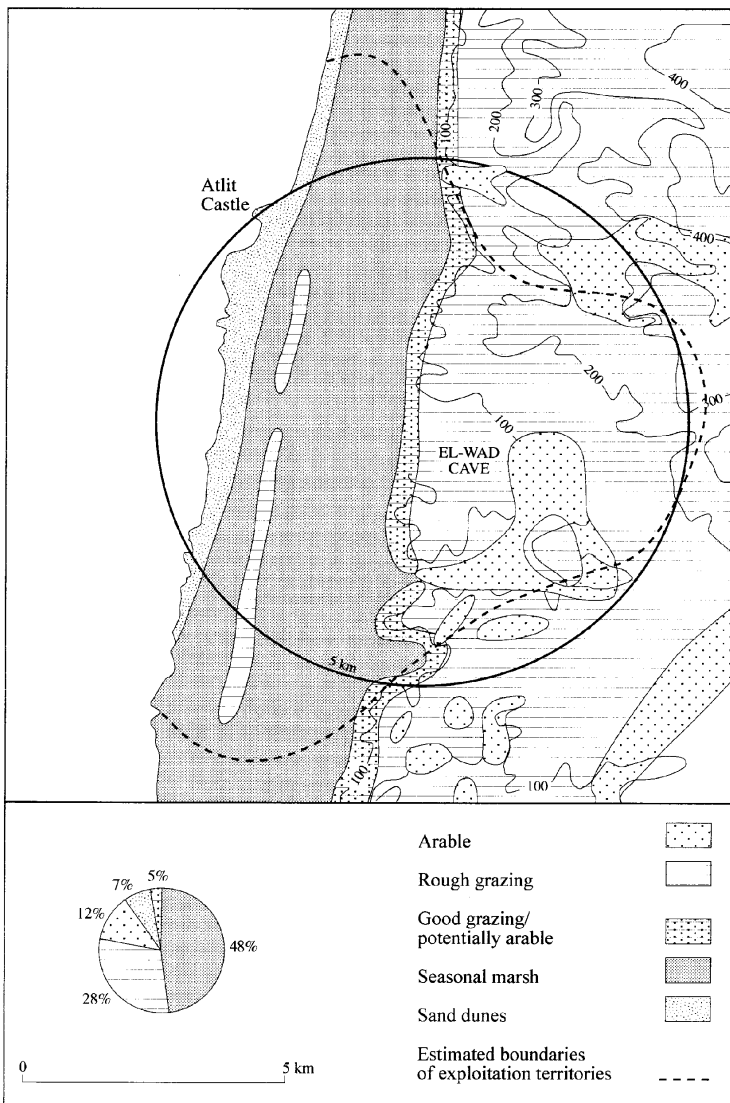 400
300
200
100
Atlit
Castle
400
200
300
100
EL-WAD
CAVE
5 km
100
100
Arable
Rough grazing
Good grazing/
potentially arable
Seasonal marsh
Sand dunes
Estimated boundaries
of exploitation territories
5%
7%
12%
48%
28%
0 5 km